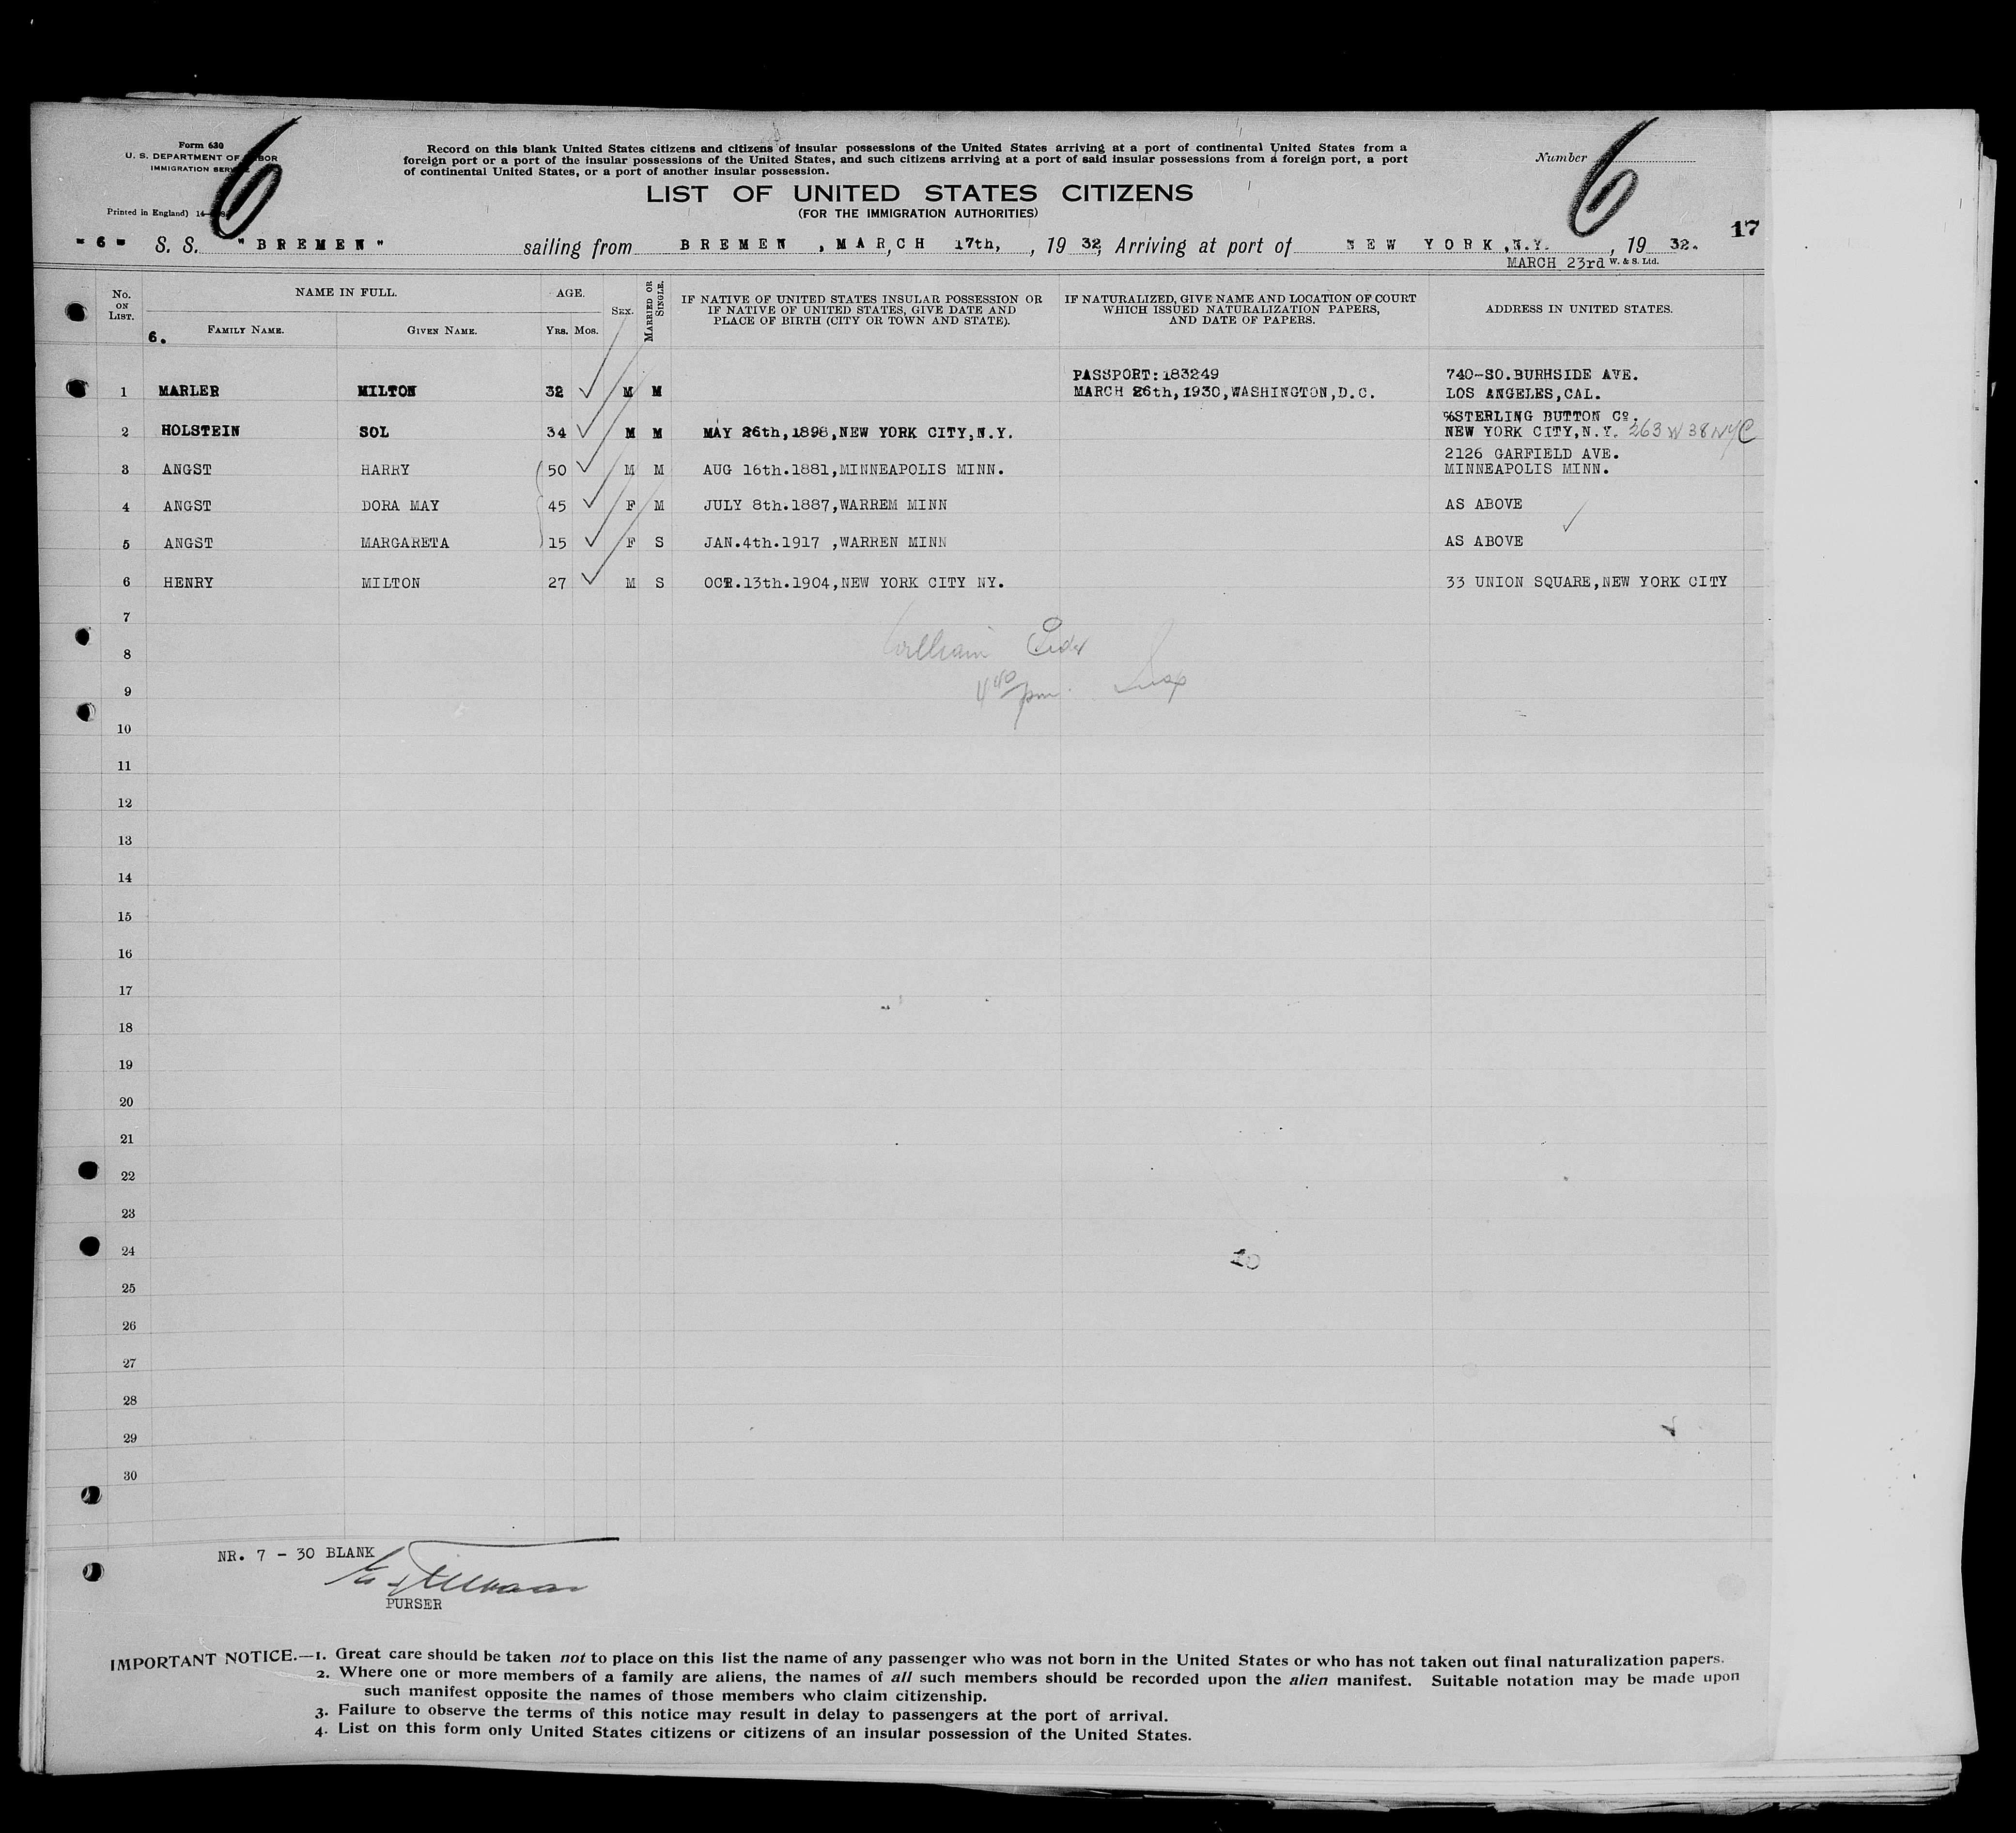 Form 630
U. S. DEPARTMENT OF LABOR
IMMIGRATION SERVICE
Printed in England) 14
Record on this blank United States citizens and citizens of insular possessions of the United States arriving at a port of continental United States from a
foreign port or a port of the insular possessions of the United States, and such citizens arriving at a port of said insular possessions from a foreign port, a port
of continental United States, or a port of another insular possession.
Number
6
6
LIST OF UNITED STATES CITIZENS
(FOR THE IMMIGRATION AUTHORITIES)
17
- 6 - S. S. "BREMEN" sailing from BREMEN, MARCH 17th, 1932, Arriving at port of NEW YORK, N.Y., 1932.
MARCH 23rd W. & S. Ltd.
No. ON LIST. NAME IN FULL. AGE. SEX. MARRIED OR SINGLE. IF NATIVE OF UNITED STATES INSULAR POSSESSION OR IF NATIVE OF UNITED STATES, GIVE DATE AND PLACE OF BIRTH (CITY OR TOWN AND STATE). IF NATURALIZED, GIVE NAME AND LOCATION OF COURT WHICH ISSUED NATURALIZATION PAPERS, AND DATE OF PAPERS. ADDRESS IN UNITED STATES.
6. FAMILY NAME. GIVEN NAME. YRS. MOS.
PASSPORT:183249 740-SO.BURHSIDE AVE.
1 MARLER MILTON 32 M M MARCH 26th,1930,WASHINGTON,D.C. LOS ANGELES,CAL.
%STERLING BUTTON Co.
2 HOLSTEIN SOL 34 M M MAY 26th,1898,NEW YORK CITY,N.Y. NEW YORK CITY,N.Y. 263 W 38 NYC
2126 GARFIELD AVE.
3 ANGST HARRY 50 M M AUG 16th.1881,MINNEAPOLIS MINN. MINNEAPOLIS MINN.
4 ANGST DORA MAY 45 F M JULY 8th.1887,WARREM MINN AS ABOVE
5 ANGST MARGARETA 15 F S JAN.4th.1917 ,WARREN MINN AS ABOVE
6 HENRY MILTON 27 M S OCT.13th.1904,NEW YORK CITY NY. 33 UNION SQUARE,NEW YORK CITY
7
William
8
4 40 pm. Insp
9
10
11
12
13
14
15
16
17
18
19
20
21
22
23
24
10
25
26
27
28
29
30
NR. 7 - 30 BLANK
PURSER
IMPORTANT NOTICE.—1. Great care should be taken not to place on this list the name of any passenger who was not born in the United States or who has not taken out final naturalization papers.
2. Where one or more members of a family are aliens, the names of all such members should be recorded upon the alien manifest. Suitable notation may be made upon
such manifest opposite the names of those members who claim citizenship.
3. Failure to observe the terms of this notice may result in delay to passengers at the port of arrival.
4. List on this form only United States citizens or citizens of an insular possession of the United States.